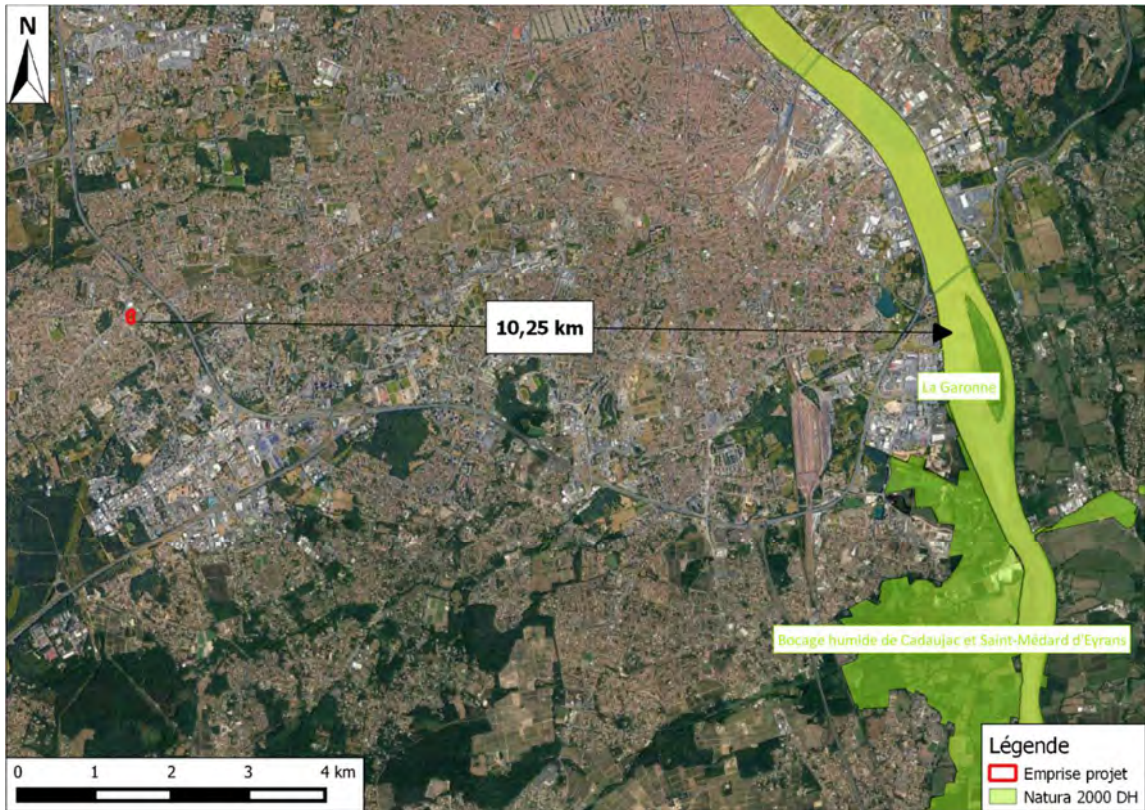 N
10,25 km
La Garonne
Bocage humide de Cadaujac et Saint-Médard d'Eyrans
Légende
Emprise projet
Natura 2000 DH
0 1 2 3 4 km